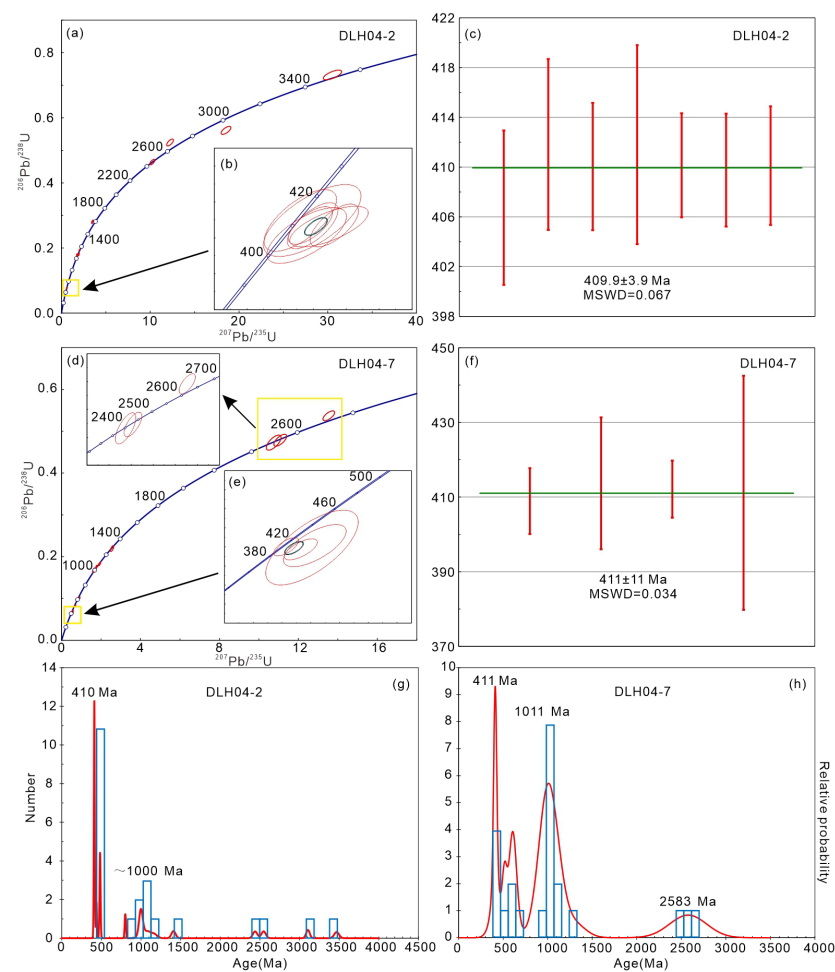 (a)
DLH04-2
0.8
0.6
0.4
0.2
0.0
206Pb/238U
3400
3000
2600
2200
1800
1400
(b)
420
400
0
10
20
30
40
207Pb/235U
(c)
DLH04-2
422
418
414
410
406
402
398
409.9±3.9 Ma
MSWD=0.067
(d)
DLH04-7
0.6
0.4
0.2
0.0
206Pb/238U
2700
2600
2500
2400
2600
1800
1400
1000
(e)
500
460
420
380
0
4
8
12
16
207Pb/235U
(f)
DLH04-7
450
430
410
390
370
411±11 Ma
MSWD=0.034
(g)
DLH04-2
410 Ma
~1000 Ma
14
12
10
8
6
4
2
0
Number
0 500 1000 1500 2000 2500 3000 3500 4000 4500
Age(Ma)
(h)
DLH04-7
411 Ma
1011 Ma
2583 Ma
10
9
8
7
6
5
4
3
2
1
0
Relative probability
0 500 1000 1500 2000 2500 3000 3500 4000
Age(Ma)